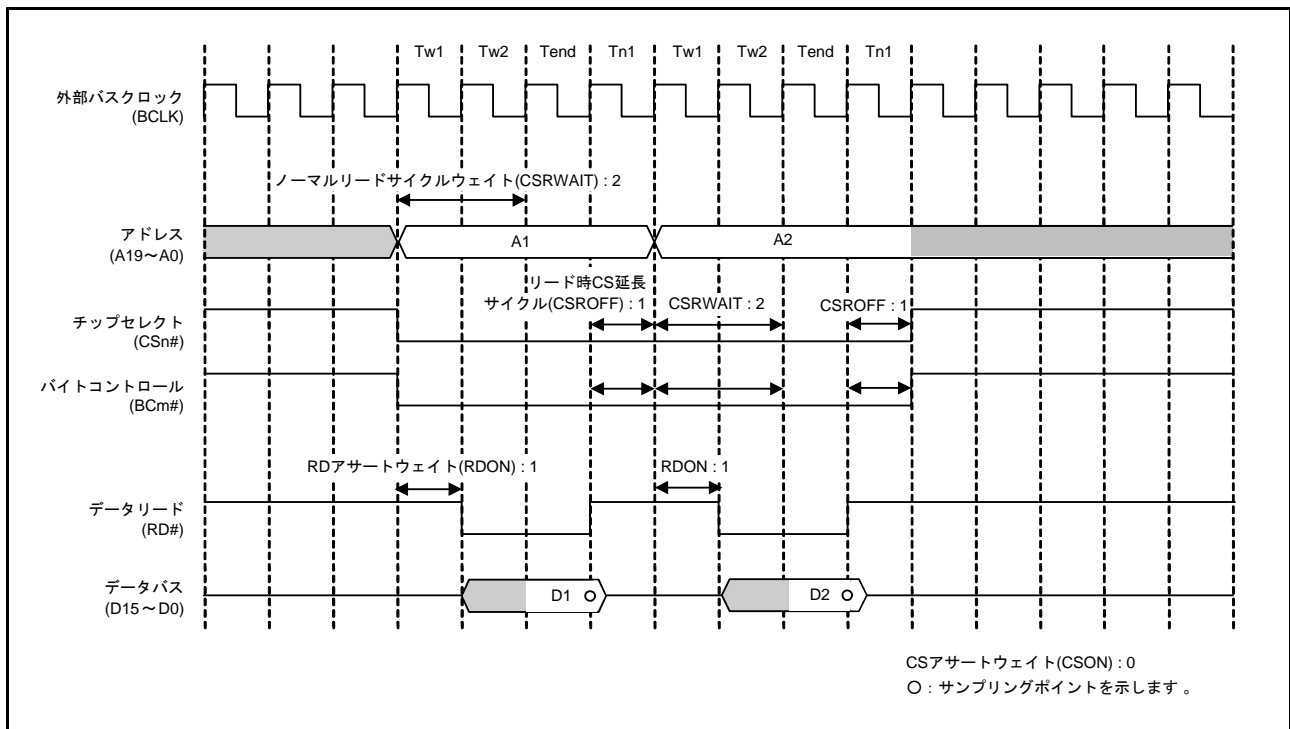 Tw1 Tw2 Tend Tn1 Tw1 Tw2 Tend Tn1
外部バスクロック
(BCLK)
ノーマルリードサイクルウェイト(CSRWAIT) : 2
アドレス
(A19～A0)
A1 A2
リード時CS延長
サイクル(CSROFF) : 1 CSRWAIT : 2 CSROFF : 1
チップセレクト
(CSn#)
バイトコントロール
(BCm#)
RDアサートウェイト(RDON) : 1 RDON : 1
データリード
(RD#)
データバス
(D15～D0)
D1 D2
CSアサートウェイト(CSON) : 0
○ : サンプリングポイントを示します 。